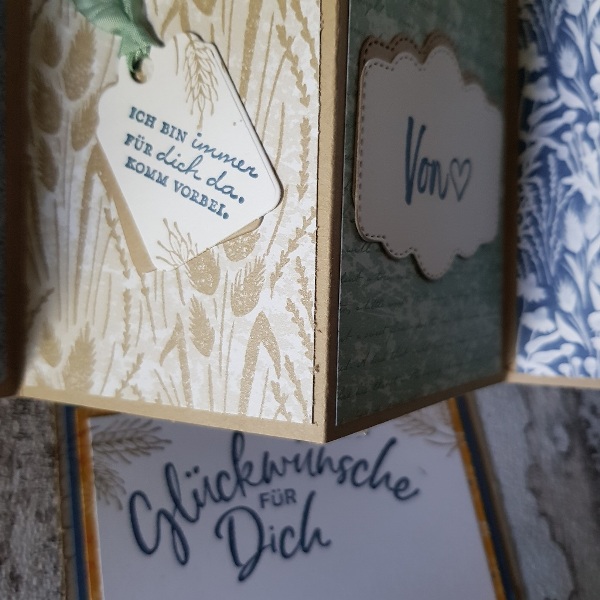 ICH BIN immer
FÜR dich da.
KOMM VORBEI.
Von♡
Glückwünsche
FÜR
Dich